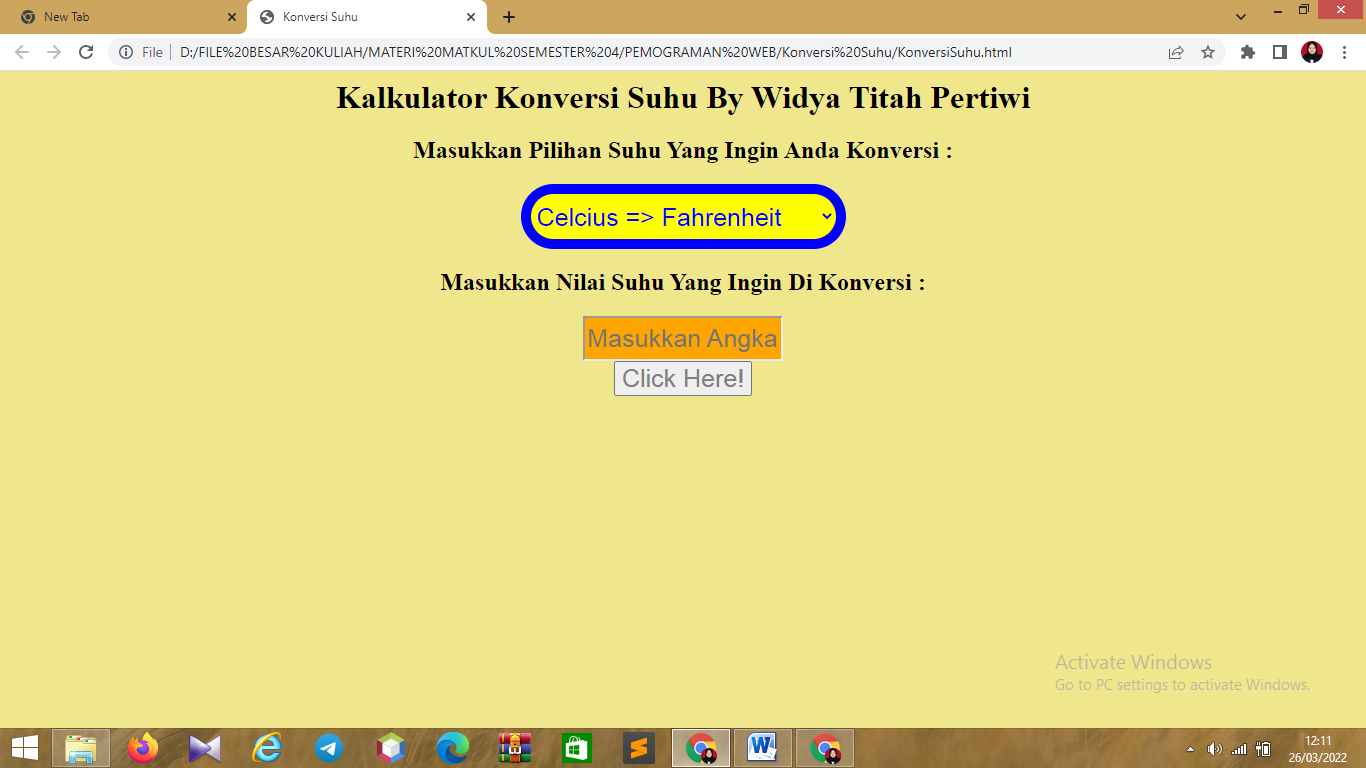 New Tab
Konversi Suhu
File
D:/FILE%20BESAR%20KULIAH/MATERI%20MATKUL%20SEMESTER%204/PEMOGRAMAN%20WEB/Konversi%20Suhu/KonversiSuhu.html
Kalkulator Konversi Suhu By Widya Titah Pertiwi
Masukkan Pilihan Suhu Yang Ingin Anda Konversi :
Celcius => Fahrenheit
Masukkan Nilai Suhu Yang Ingin Di Konversi :
Masukkan Angka
Click Here!
Activate Windows
Go to PC settings to activate Windows.
12:11
26/03/2022